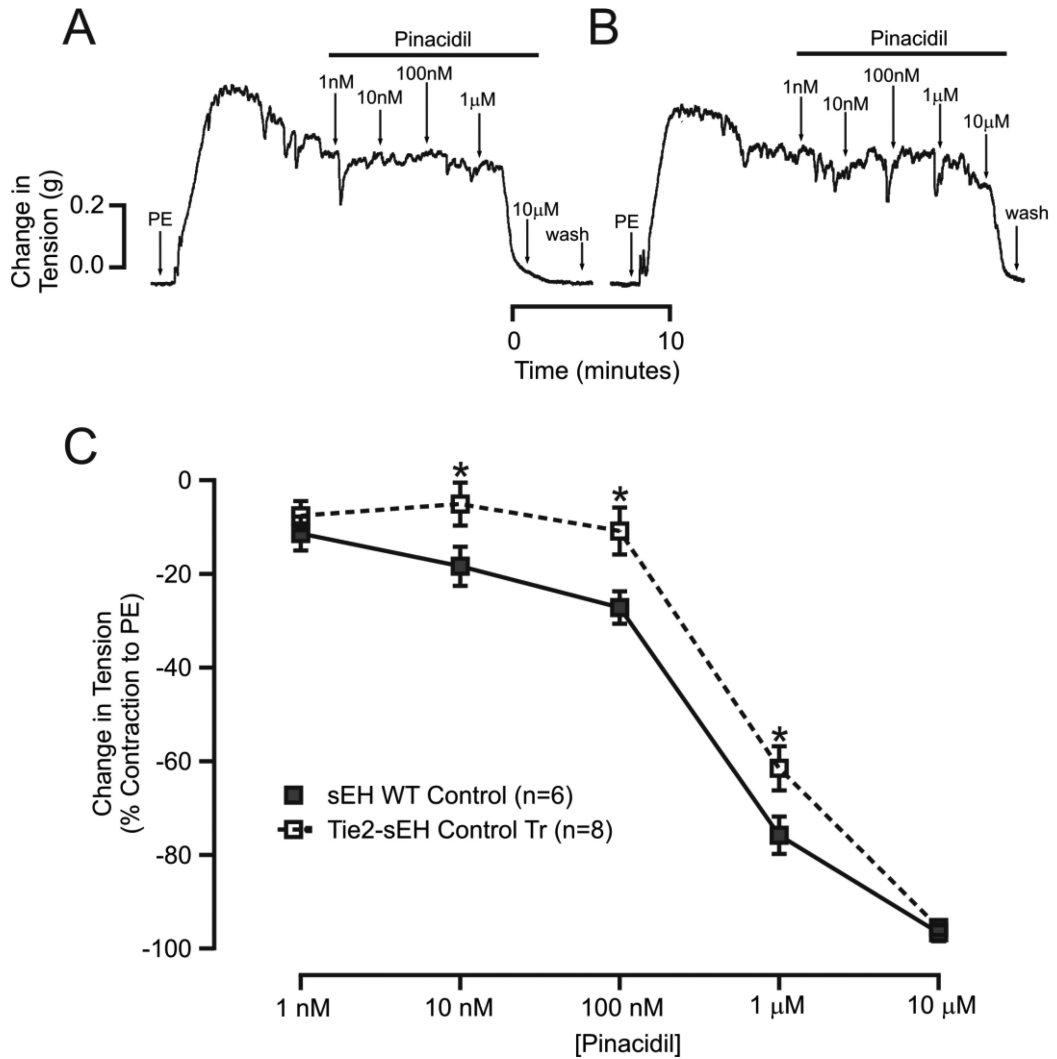 A
B
Pinacidil
Pinacidil
1nM
10nM
100nM
1μM
10μM
wash
PE
1nM
10nM
100nM
1μM
10μM
wash
PE
Change in
Tension (g)
0.2
0.0
0
10
Time (minutes)
C
Change in Tension
(% Contraction to PE)
0
-20
-40
-60
-80
-100
*
*
*
sEH WT Control (n=6)
Tie2-sEH Control Tr (n=8)
1 nM
10 nM
100 nM
1 μM
10 μM
[Pinacidil]